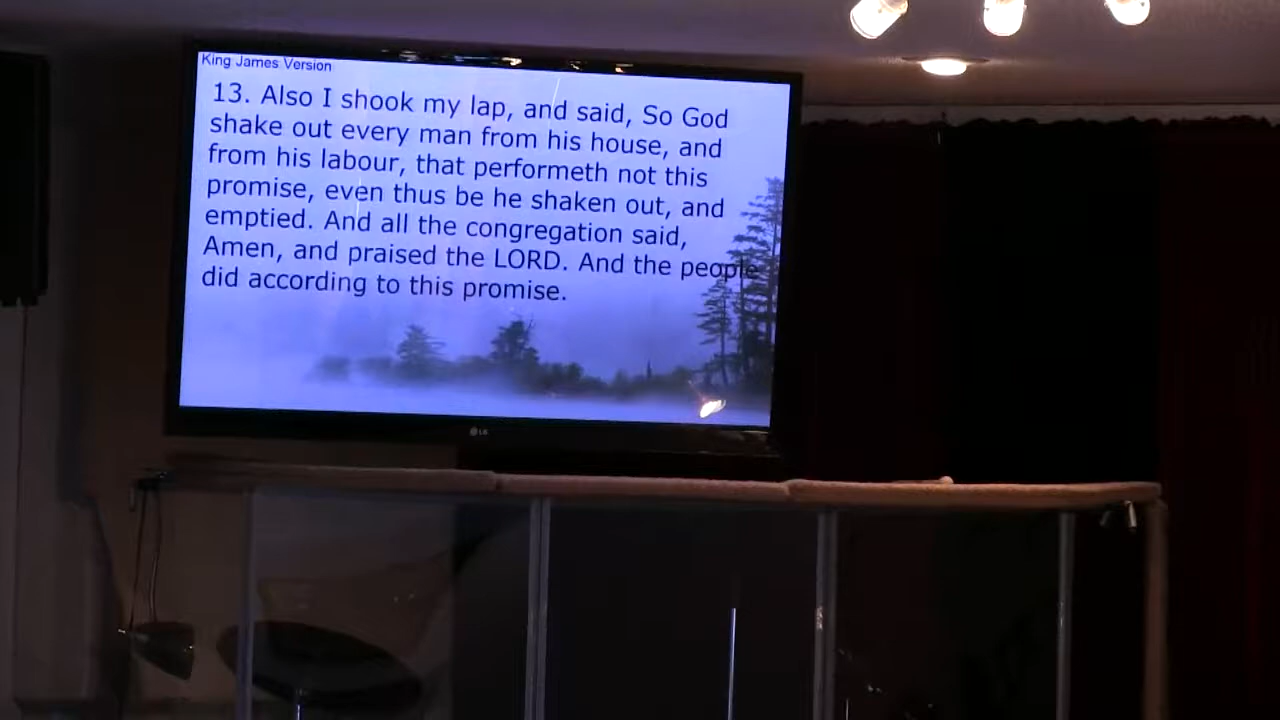 King James Version
13. Also I shook my lap, and said, So God
shake out every man from his house, and
from his labour, that performeth not this
promise, even thus be he shaken out, and
emptied. And all the congregation said,
Amen, and praised the LORD. And the people
did according to this promise.
LG